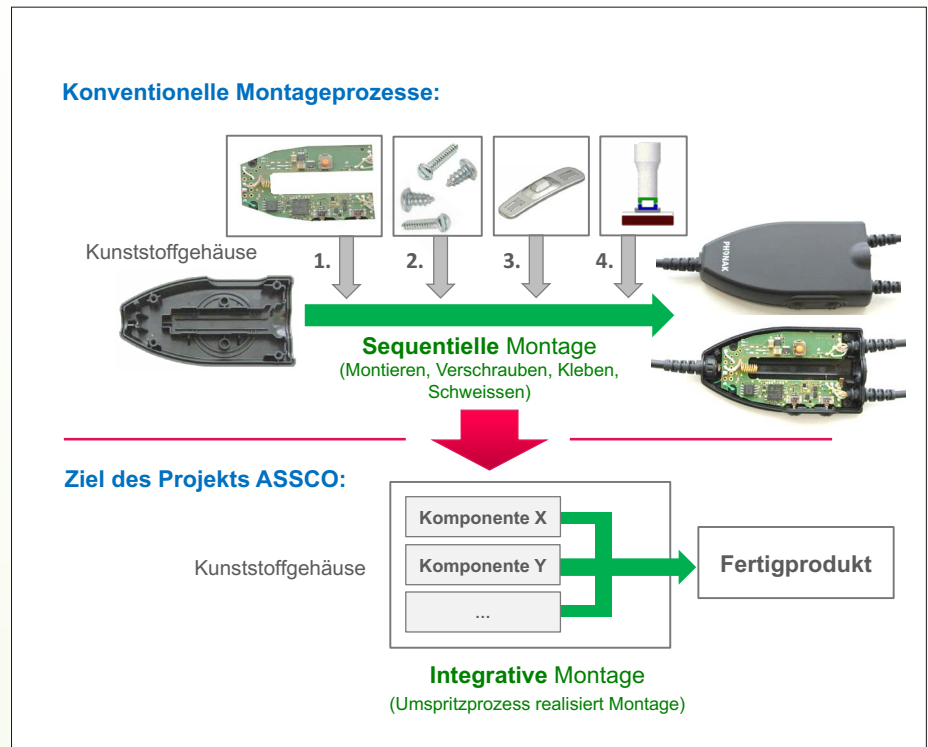 Konventionelle Montageprozesse:
Kunststoffgehäuse
1.
2.
3.
4.
PHONAK
Sequentielle Montage
(Montieren, Verschrauben, Kleben,
Schweissen)
Ziel des Projekts ASSCO:
Kunststoffgehäuse
Komponente X
Komponente Y
...
Fertigprodukt
Integrative Montage
(Umspritzprozess realisiert Montage)